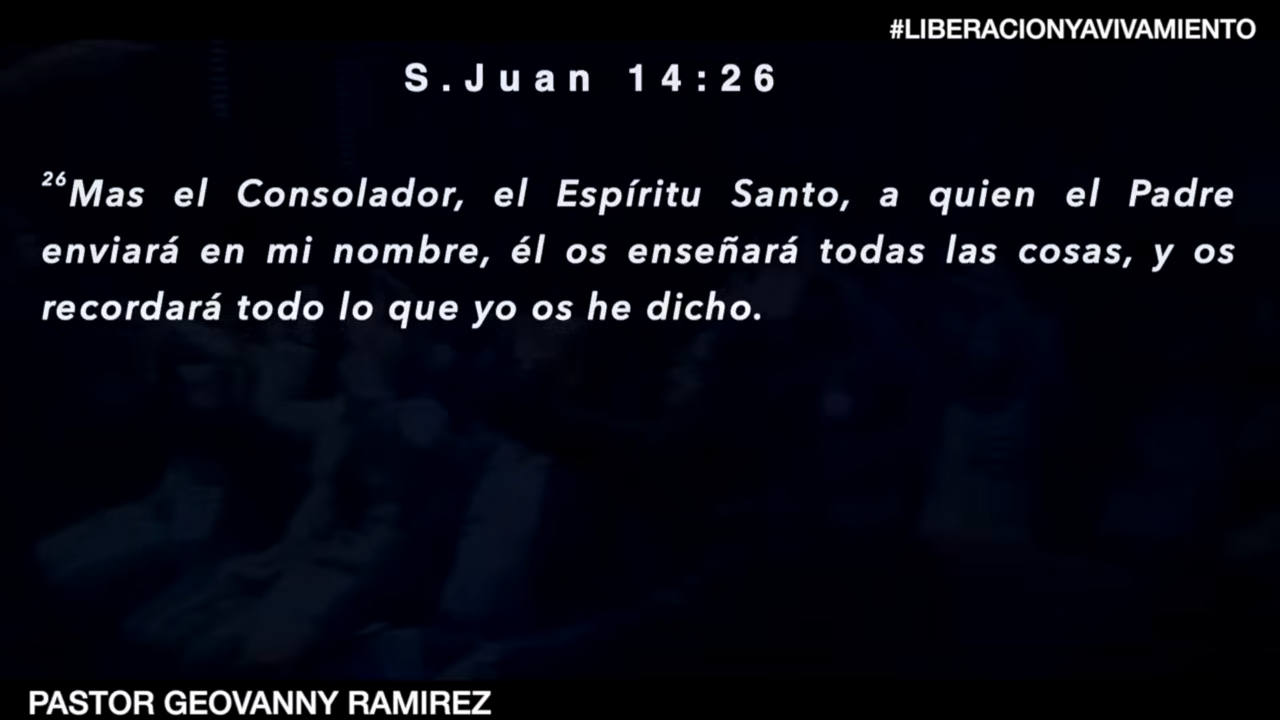 #LIBERACIONYAVIVAMIENTO
S.Juan 14:26
26Mas el Consolador, el Espíritu Santo, a quien el Padre
enviará en mi nombre, él os enseñará todas las cosas, y os
recordará todo lo que yo os he dicho.
PASTOR GEOVANNY RAMIREZ